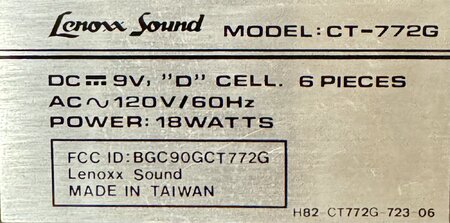 Lenoxx Sound MODEL: CT-772G
DC ⎓ 9V, "D" CELL. 6 PIECES
AC ∿ 120V/60Hz
POWER: 18WATTS
FCC ID: BGC90GCT772G
Lenoxx Sound
MADE IN TAIWAN
H82-CT772G-723-06